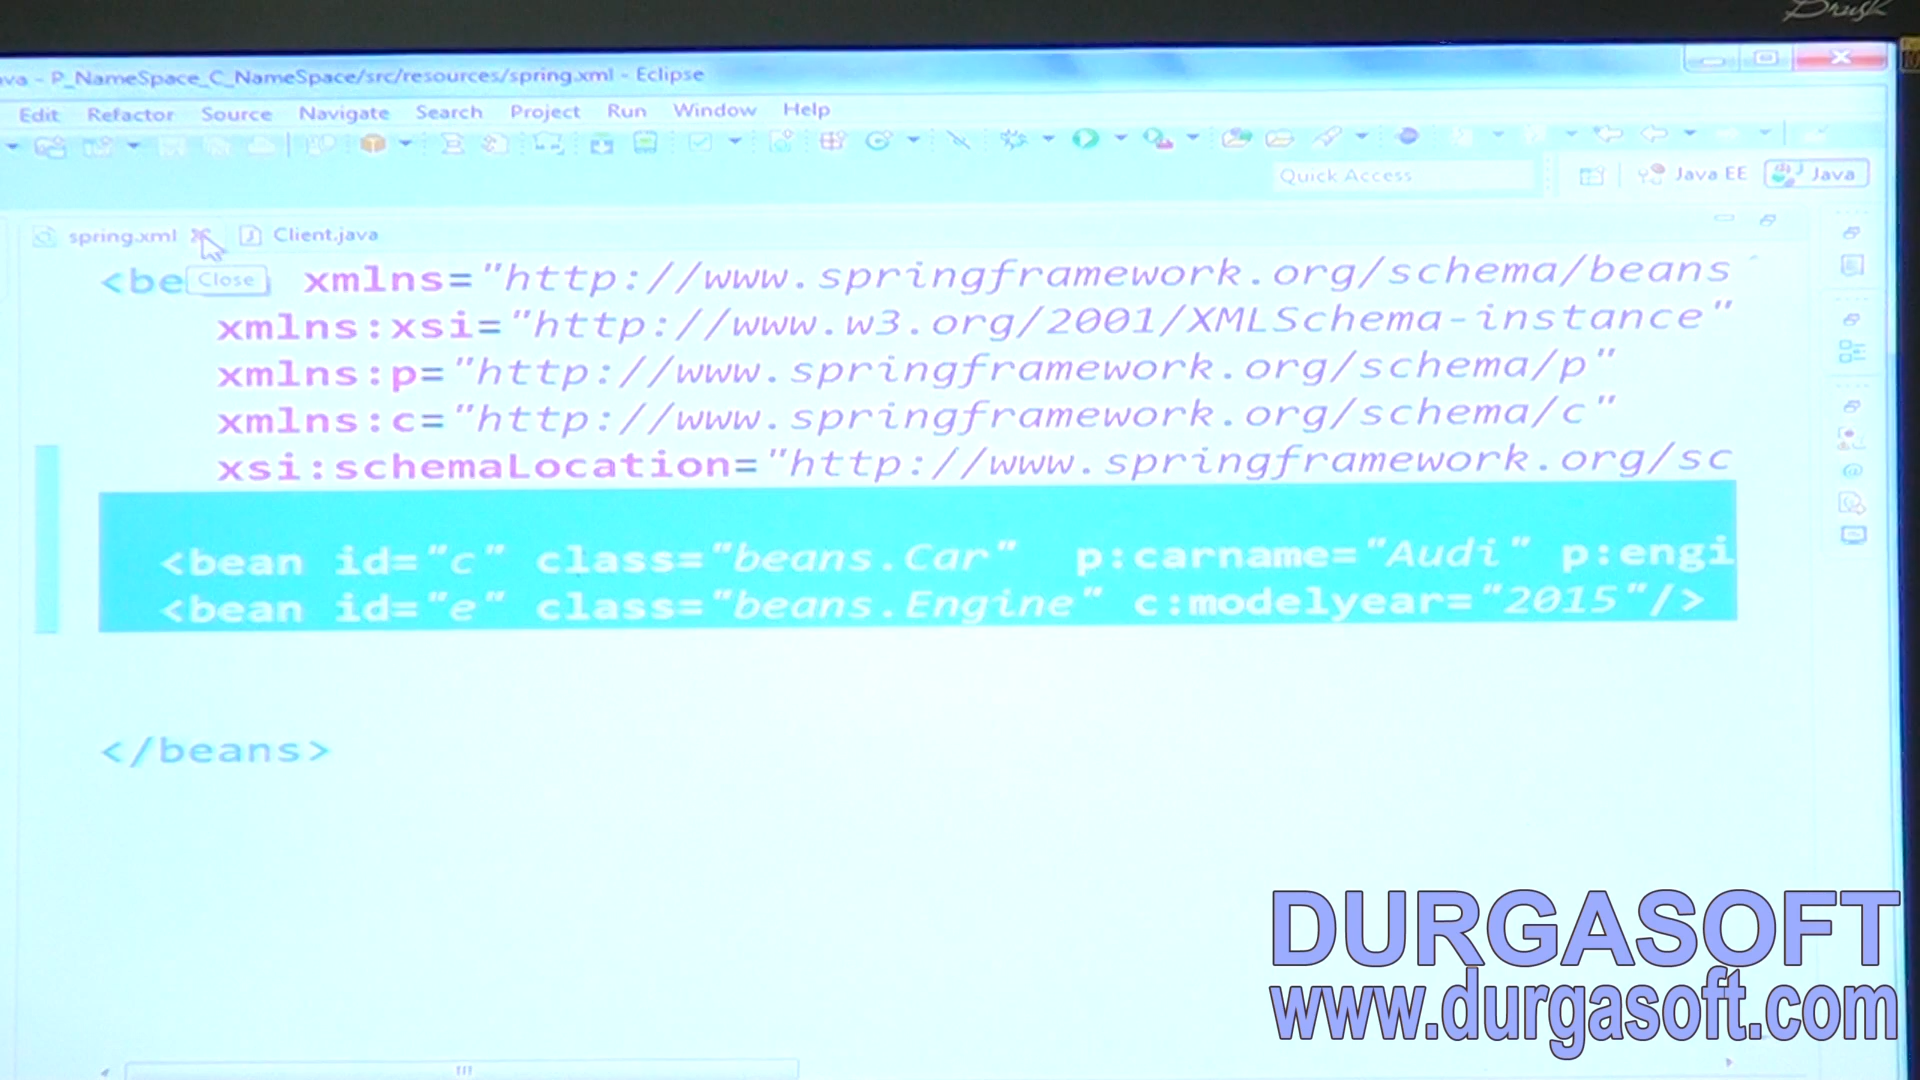 ava - P_NameSpace_C_NameSpace/src/resources/spring.xml - Eclipse
Edit Refactor Source Navigate Search Project Run Window Help
Quick Access
Java EE
Java
spring.xml
Client.java
<be
Close
xmlns="http://www.springframework.org/schema/beans
xmlns:xsi="http://www.w3.org/2001/XMLSchema-instance"
xmlns:p="http://www.springframework.org/schema/p"
xmlns:c="http://www.springframework.org/schema/c"
xsi:schemaLocation="http://www.springframework.org/sc
<bean id="c" class="beans.Car" p:carname="Audi" p:engi
<bean id="e" class="beans.Engine" c:modelyear="2015"/>
</beans>
DURGASOFT
www.durgasoft.com